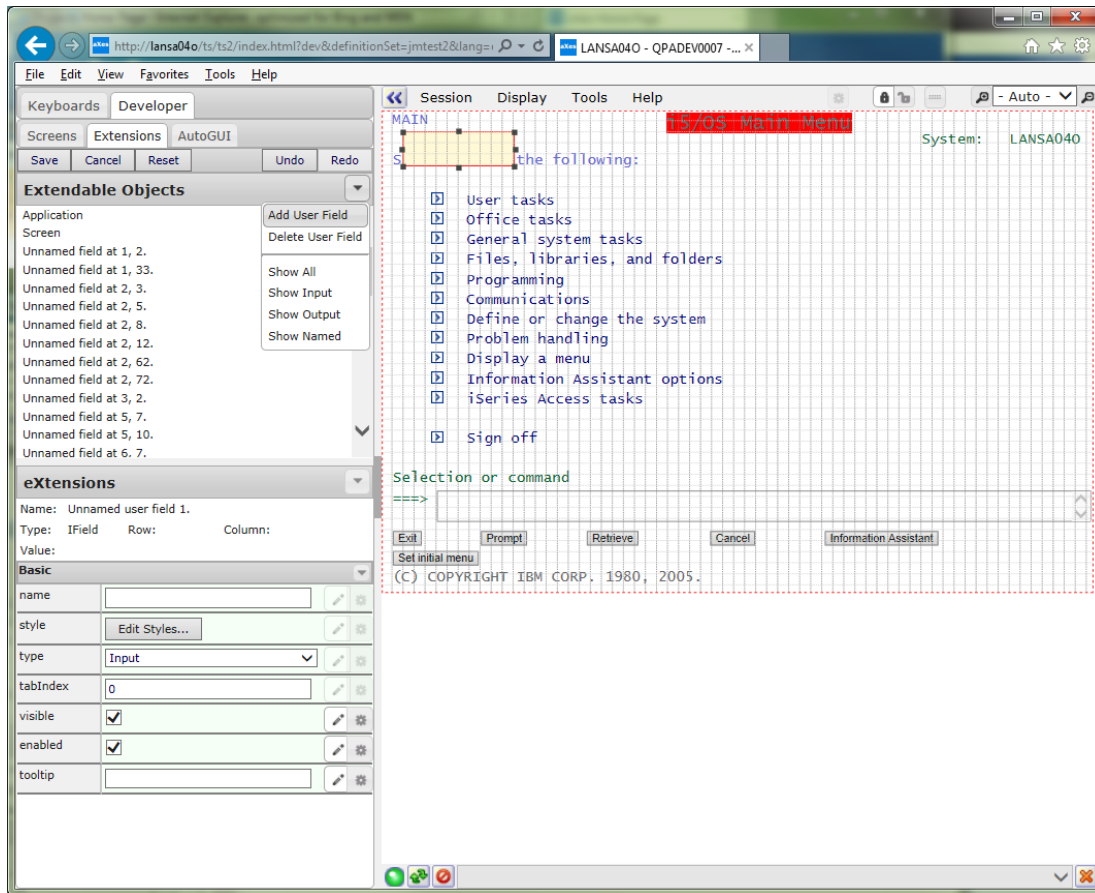 http://lansa04o/ts/ts2/index.html?dev&definitionSet=jmtest2&lang=
LANSA04O - QPADEV0007 -...
File Edit View Favorites Tools Help
Keyboards Developer
Screens Extensions AutoGUI
Save Cancel Reset Undo Redo
Extendable Objects
Application
Screen
Unnamed field at 1, 2.
Unnamed field at 1, 33.
Unnamed field at 2, 3.
Unnamed field at 2, 5.
Unnamed field at 2, 8.
Unnamed field at 2, 12.
Unnamed field at 2, 62.
Unnamed field at 2, 72.
Unnamed field at 3, 2.
Unnamed field at 5, 7.
Unnamed field at 5, 10.
Unnamed field at 6, 7.
Add User Field
Delete User Field
Show All
Show Input
Show Output
Show Named
eXtensions
Name: Unnamed user field 1.
Type: IField Row: Column:
Value:
Basic
name
style Edit Styles...
type Input
tabIndex 0
visible
enabled
tooltip
Session Display Tools Help - Auto -
MAIN i5/OS Main Menu
System: LANSA04O
S the following:
User tasks
Office tasks
General system tasks
Files, libraries, and folders
Programming
Communications
Define or change the system
Problem handling
Display a menu
Information Assistant options
iSeries Access tasks
Sign off
Selection or command
===>
Exit Prompt Retrieve Cancel Information Assistant
Set initial menu
(C) COPYRIGHT IBM CORP. 1980, 2005.